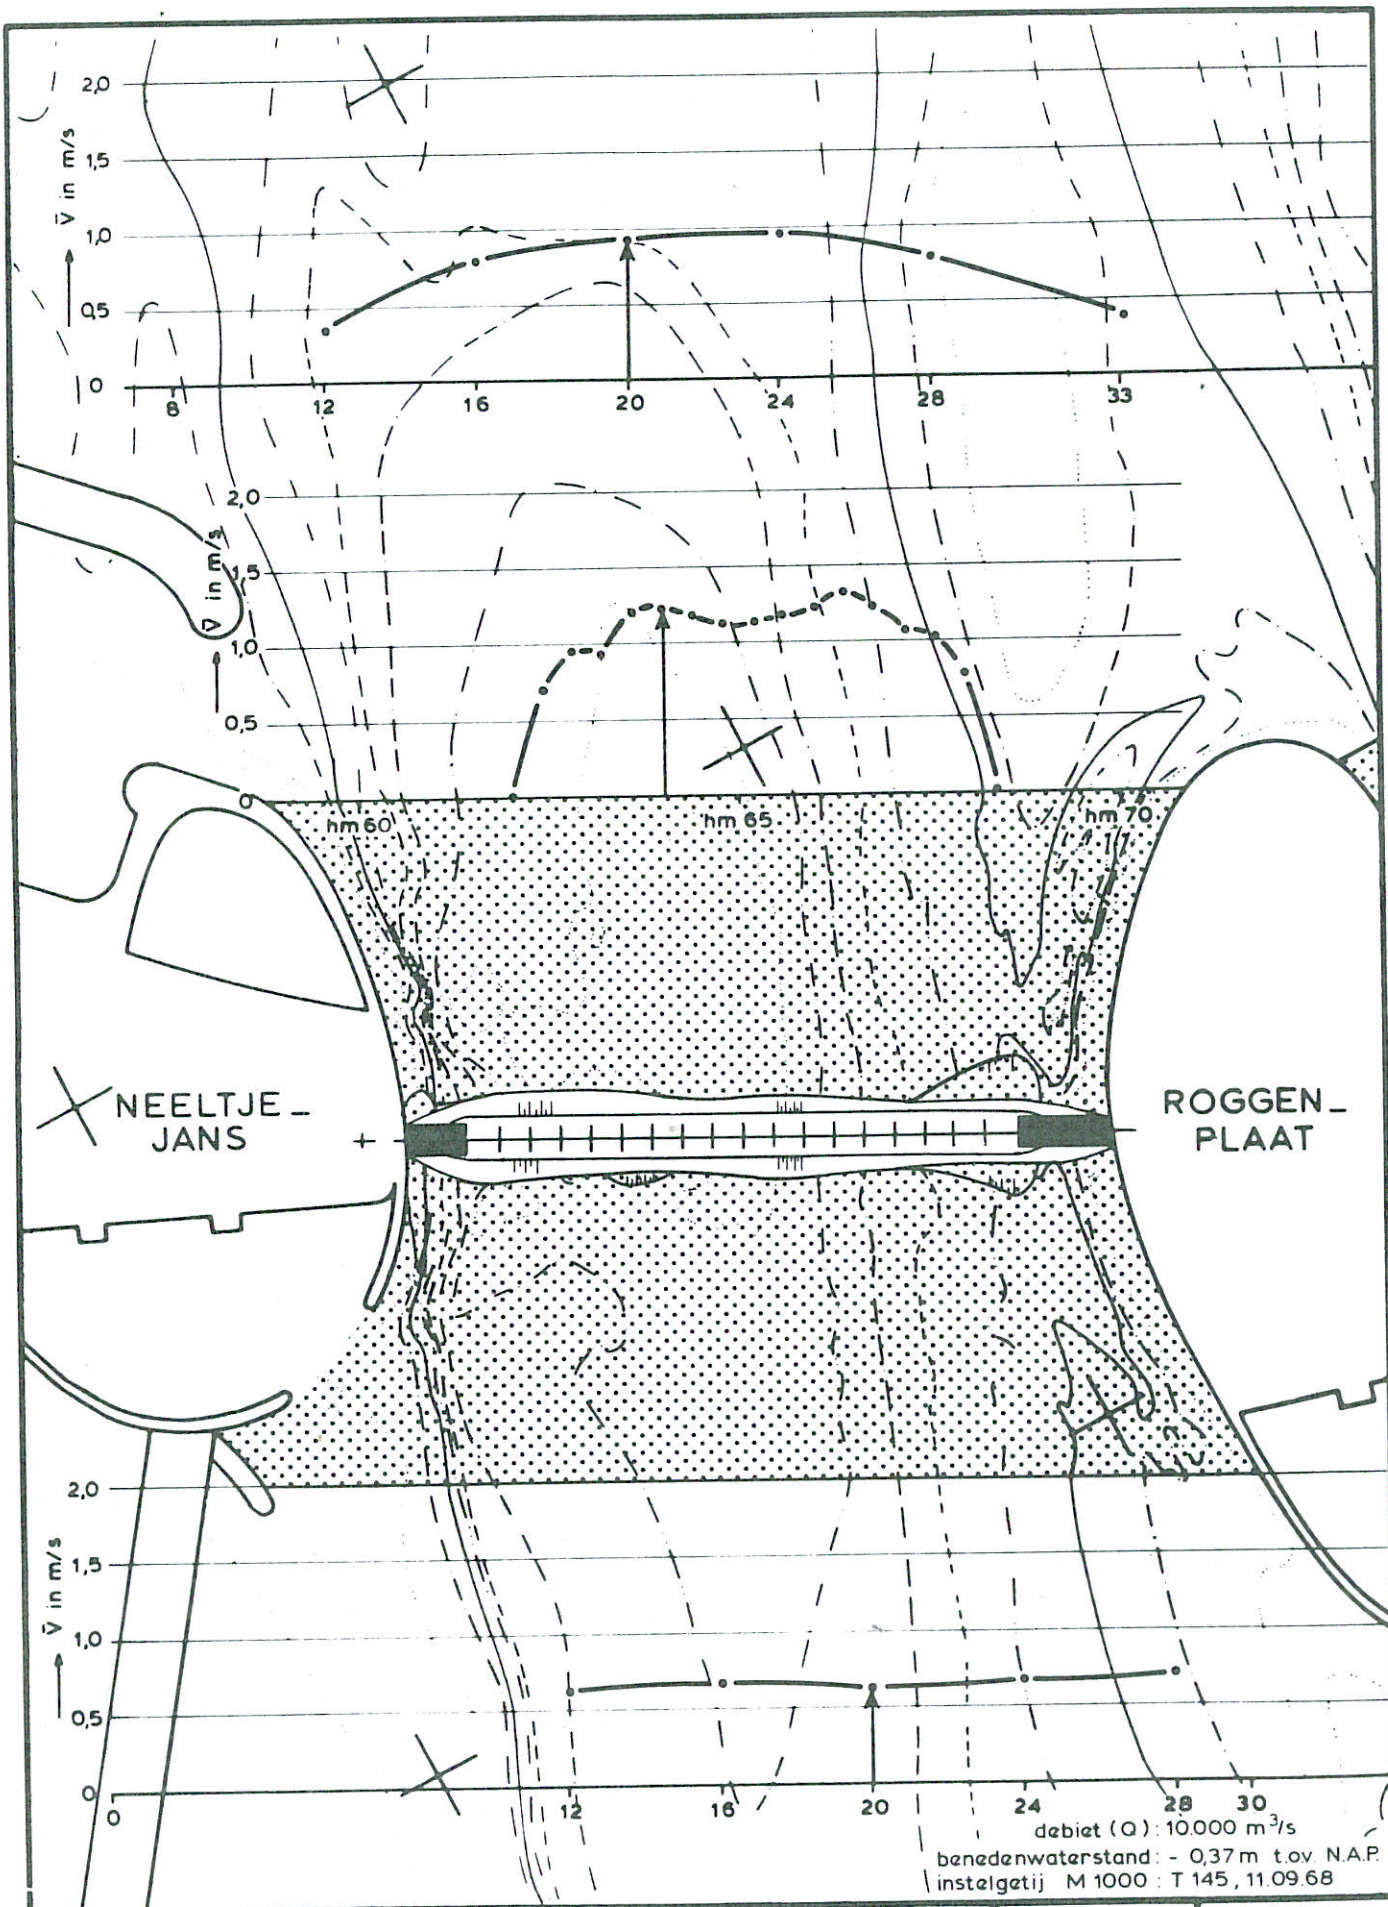 2,0
V̄ in m/s
1,5
1,0
0,5
0
8 12 16 20 24 28 33
2,0
V̄ in m/s
1,5
1,0
0,5
0
hm 60 hm 65 hm 70
NEELTJE_
JANS
ROGGEN_
PLAAT
2,0
V̄ in m/s
1,5
1,0
0,5
0
0 12 16 20 24 28 30
debiet (Q) : 10.000 m³/s
benedenwaterstand : - 0,37 m t.ov. N.A.P.
instelgetij M 1000 : T 145, 11.09.68